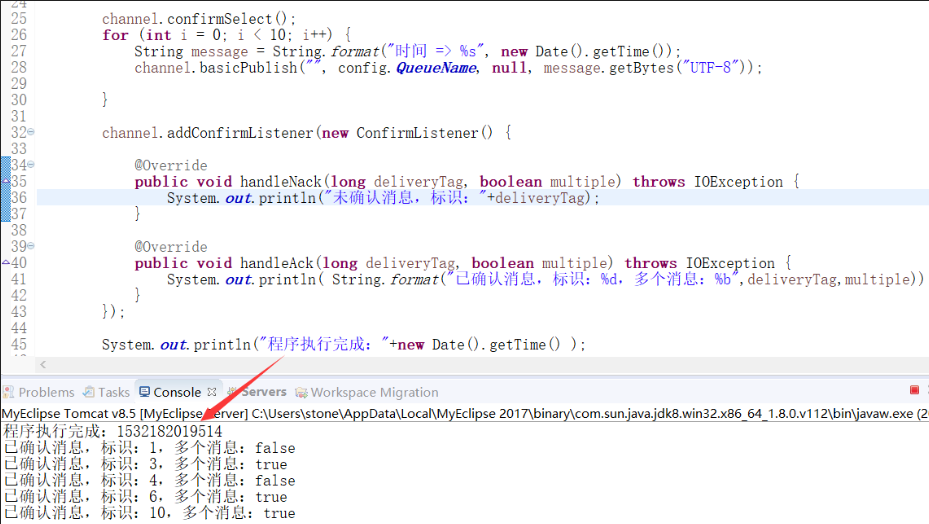 24
25 channel.confirmSelect();
26 for (int i = 0; i < 10; i++) {
27 String message = String.format("时间 => %s", new Date().getTime());
28 channel.basicPublish("", config.QueueName, null, message.getBytes("UTF-8"));
29
30 }
31
32 channel.addConfirmListener(new ConfirmListener() {
33
34 @Override
35 public void handleNack(long deliveryTag, boolean multiple) throws IOException {
36 System.out.println("未确认消息，标识："+deliveryTag);
37 }
38
39 @Override
40 public void handleAck(long deliveryTag, boolean multiple) throws IOException {
41 System.out.println( String.format("已确认消息，标识：%d，多个消息：%b",deliveryTag,multiple))
42 }
43 });
44
45 System.out.println("程序执行完成："+new Date().getTime() );
Problems Tasks Console Servers Workspace Migration
MyEclipse Tomcat v8.5 [MyEclipse Server] C:\Users\stone\AppData\Local\MyEclipse 2017\binary\com.sun.java.jdk8.win32.x86_64_1.8.0.v112\bin\javaw.exe (20
程序执行完成：1532182019514
已确认消息，标识：1，多个消息：false
已确认消息，标识：3，多个消息：true
已确认消息，标识：4，多个消息：false
已确认消息，标识：6，多个消息：true
已确认消息，标识：10，多个消息：true